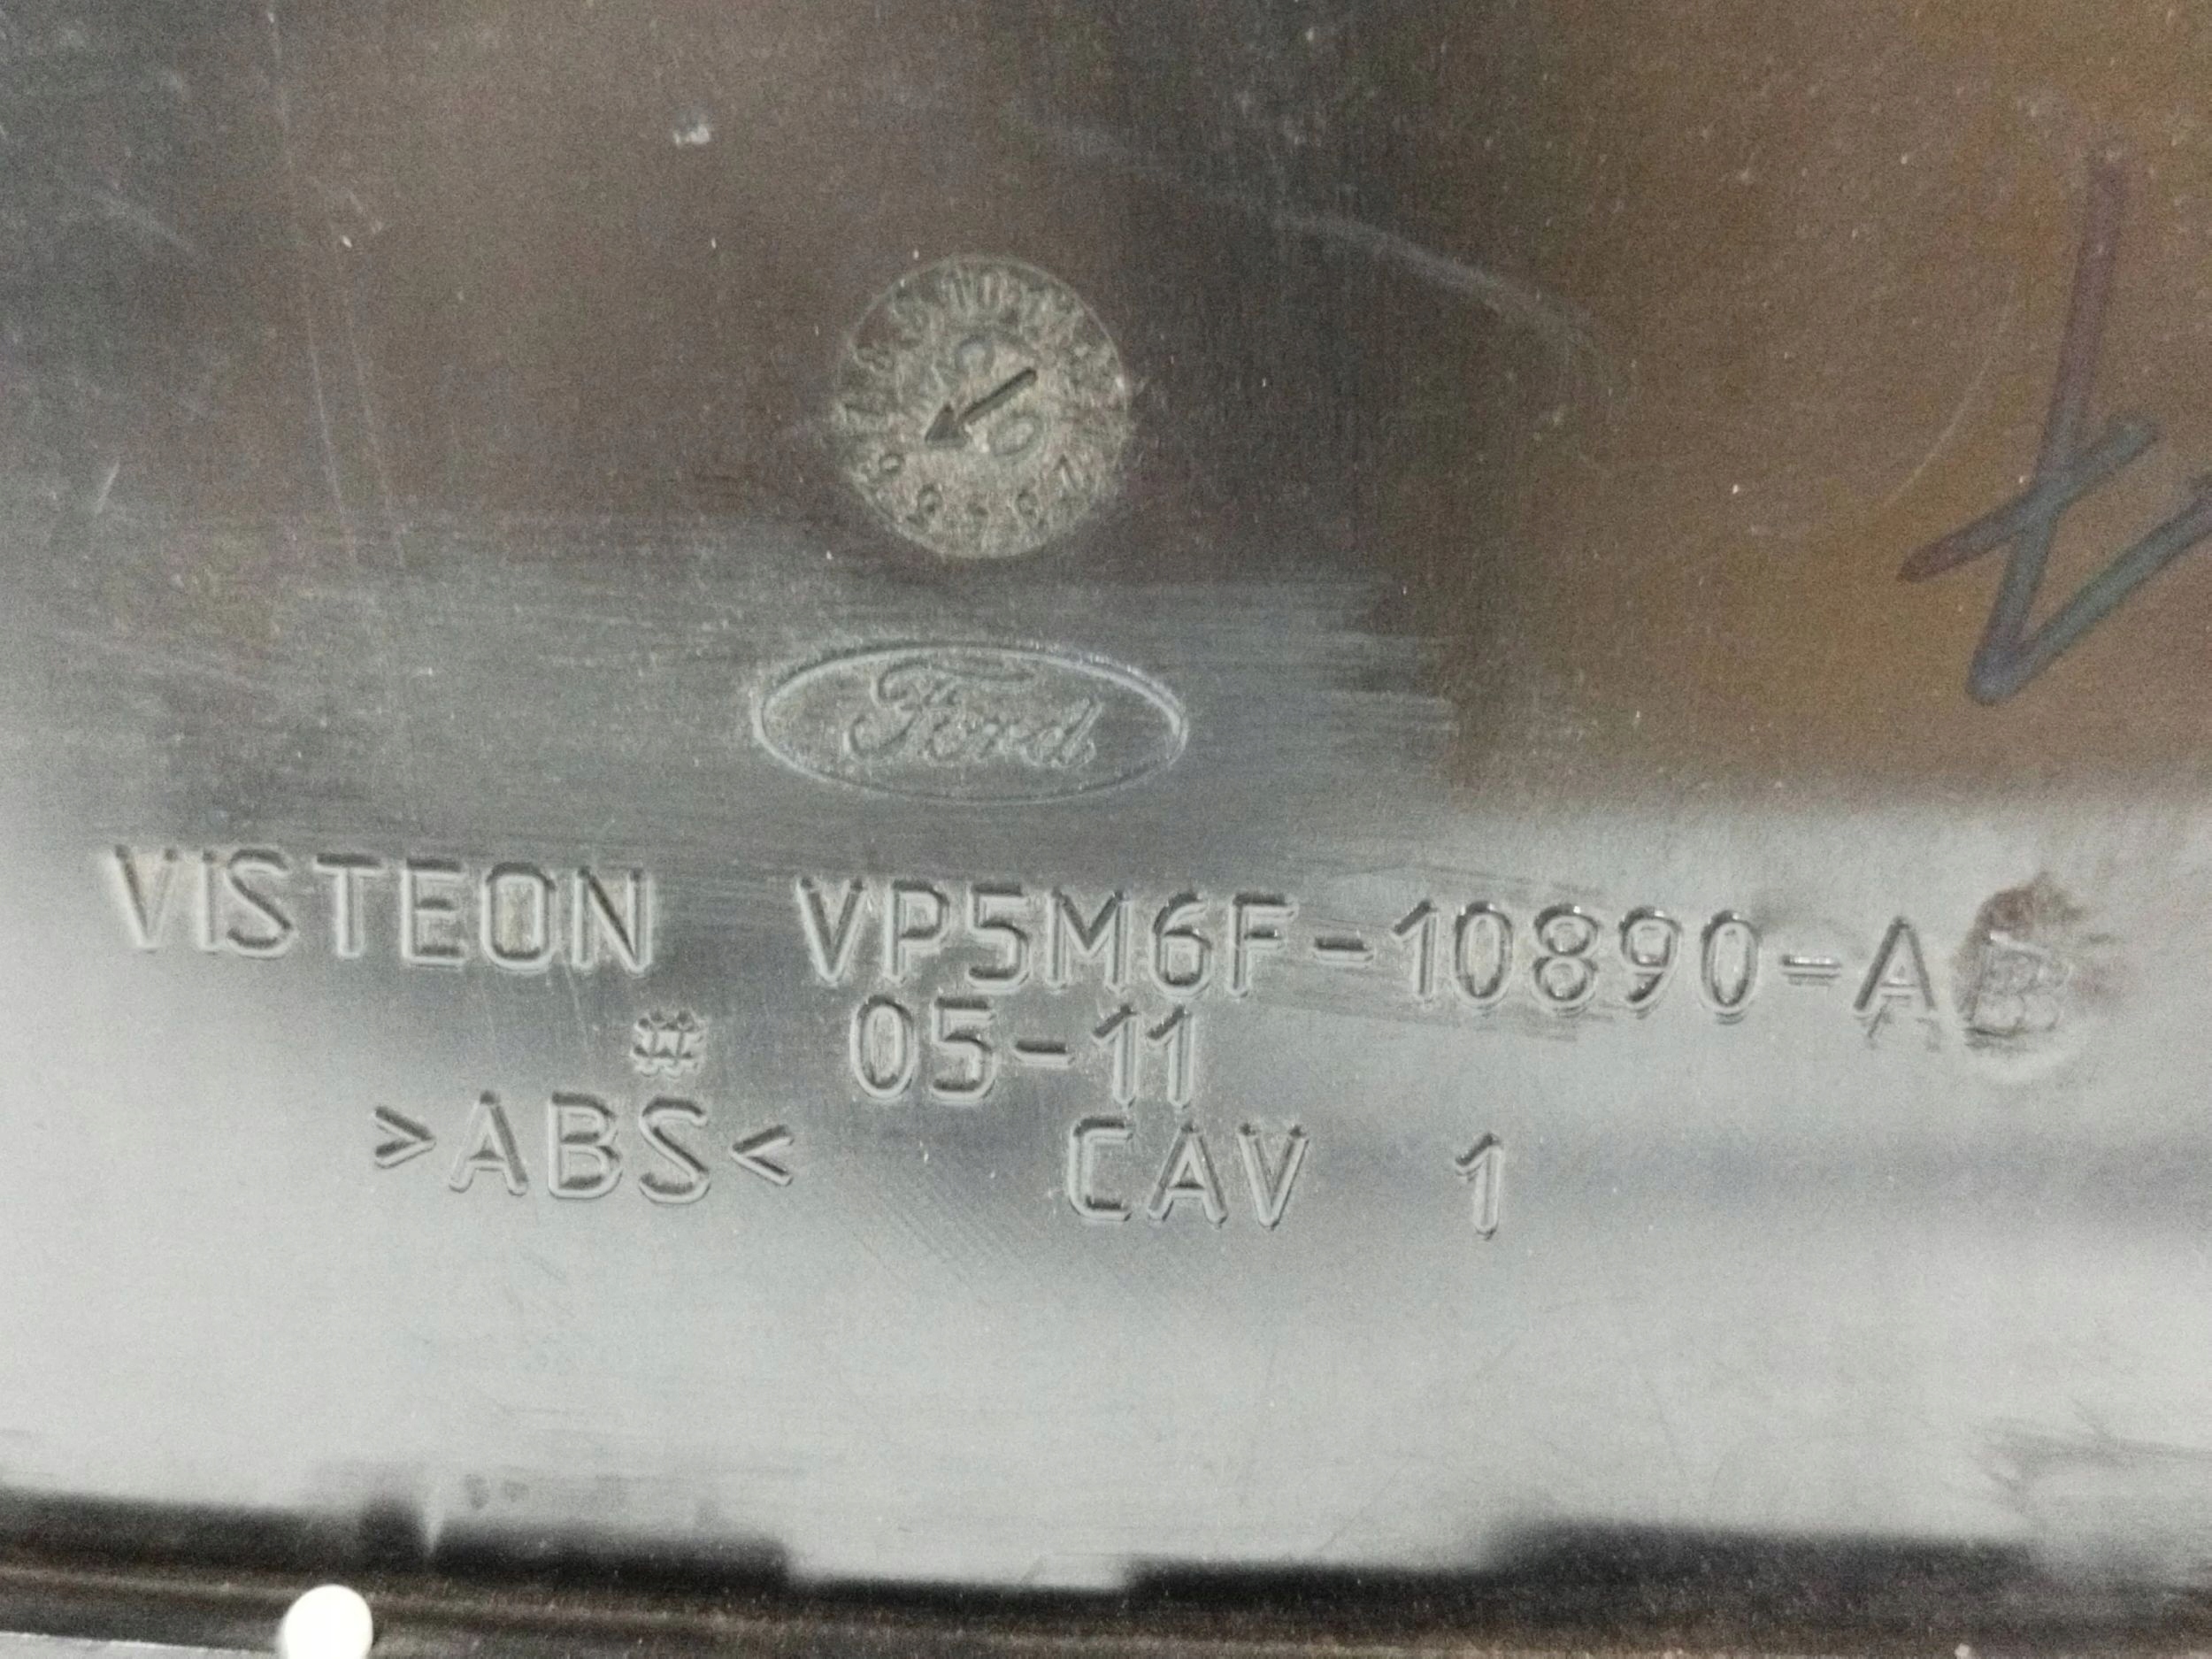 Ford
VISTEON VP5M6F-10890-AB
05-11
>ABS< CAV 1